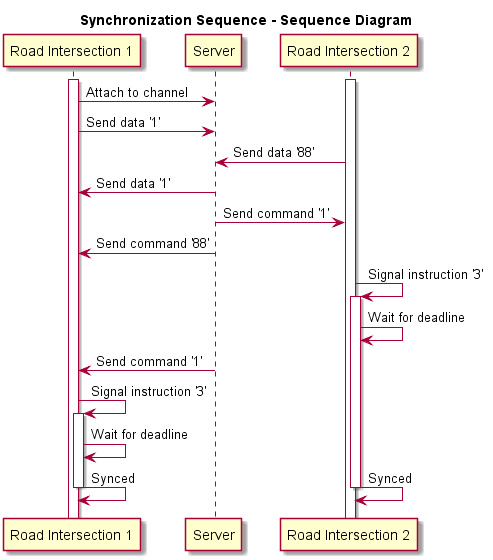 Synchronization Sequence - Sequence Diagram
Road Intersection 1
Server
Road Intersection 2
Attach to channel
Send data '1'
Send data '88'
Send data '1'
Send command '1'
Send command '88'
Signal instruction '3'
Wait for deadline
Send command '1'
Signal instruction '3'
Wait for deadline
Synced
Synced
Road Intersection 1
Server
Road Intersection 2